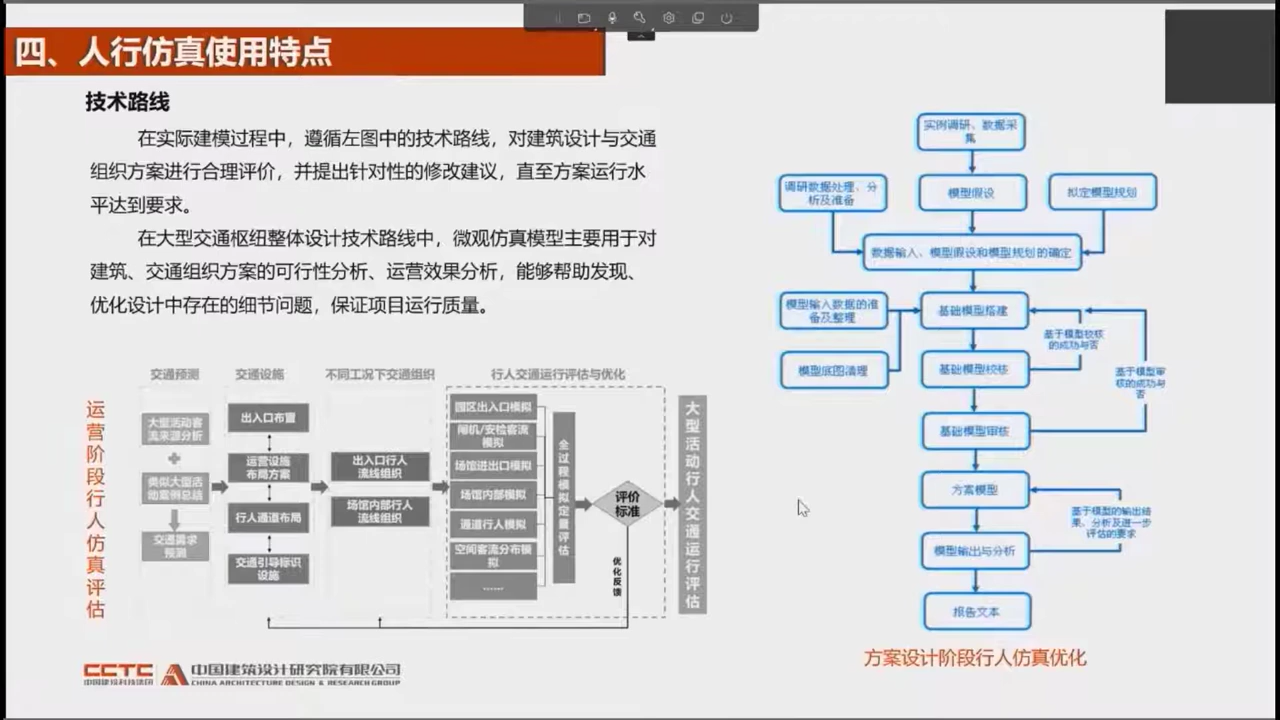 四、人行仿真使用特点
技术路线
在实际建模过程中，遵循左图中的技术路线，对建筑设计与交通
组织方案进行合理评价，并提出针对性的修改建议，直至方案运行水
平达到要求。
在大型交通枢纽整体设计技术路线中，微观仿真模型主要用于对
建筑、交通组织方案的可行性分析、运营效果分析，能够帮助发现、
优化设计中存在的细节问题，保证项目运行质量。
运营阶段行人仿真评估
交通预测
大型活动客
流来源分析
类似大型活
动案例总结
交通需求
预测
交通设施
出入口布置
运营设施
布局方案
行人通道布局
交通引导标识
设施
不同工况下交通组织
出入口行人
流线组织
场馆内部行人
流线组织
行人交通运行评估与优化
园区出入口模拟
闸机/安检客流
模拟
场馆进出口模拟
场馆内部模拟
通道行人模拟
空间客流分布模
拟
……
全过程模拟定量评估
评价
标准
优化反馈
大型活动行人交通运行评估
实例调研、数据采
集
调研数据处理、分
析及准备
模型假设
拟定模型规划
数据输入、模型假设和模型规划的确定
模型输入数据的准
备及整理
基础模型搭建
基于模型校核
的成功与否
模型底图清理
基础模型校核
基于模型审
核的成功与
否
基础模型审核
方案模型
基于模型的输出结
果、分析及进一步
评估的要求
模型输出与分析
报告文本
方案设计阶段行人仿真优化
CCTC
中国建设科技集团
中国建筑设计研究院有限公司
CHINA ARCHITECTURE DESIGN & RESEARCH GROUP